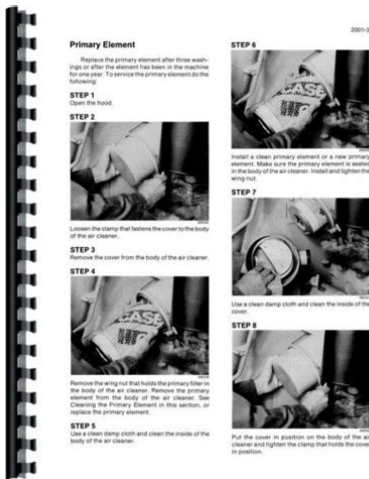 2001-3
Primary Element
Replace the primary element after three wash-
ings or after the element has been in the machine
for one year. To service the primary element do the
following:
STEP 1
Open the hood.
STEP 2
Loosen the clamp that fastens the cover to the body
of the air cleaner.
STEP 3
Remove the cover from the body of the air cleaner.
STEP 4
CASE
Remove the wing nut that holds the primary filter in
the body of the air cleaner. Remove the primary
element from the body of the air cleaner. See
Cleaning the Primary Element in this section, or
replace the primary element.
STEP 5
Use a clean damp cloth and clean the inside of the
body of the air cleaner.
STEP 6
CASE
Install a clean primary element or a new primary
element. Make sure the primary element is sealed
in the body of the air cleaner. Install and tighten the
wing nut.
STEP 7
Use a clean damp cloth and clean the inside of the
cover.
STEP 8
Put the cover in position on the body of the air
cleaner and tighten the clamp that holds the cover
in position.